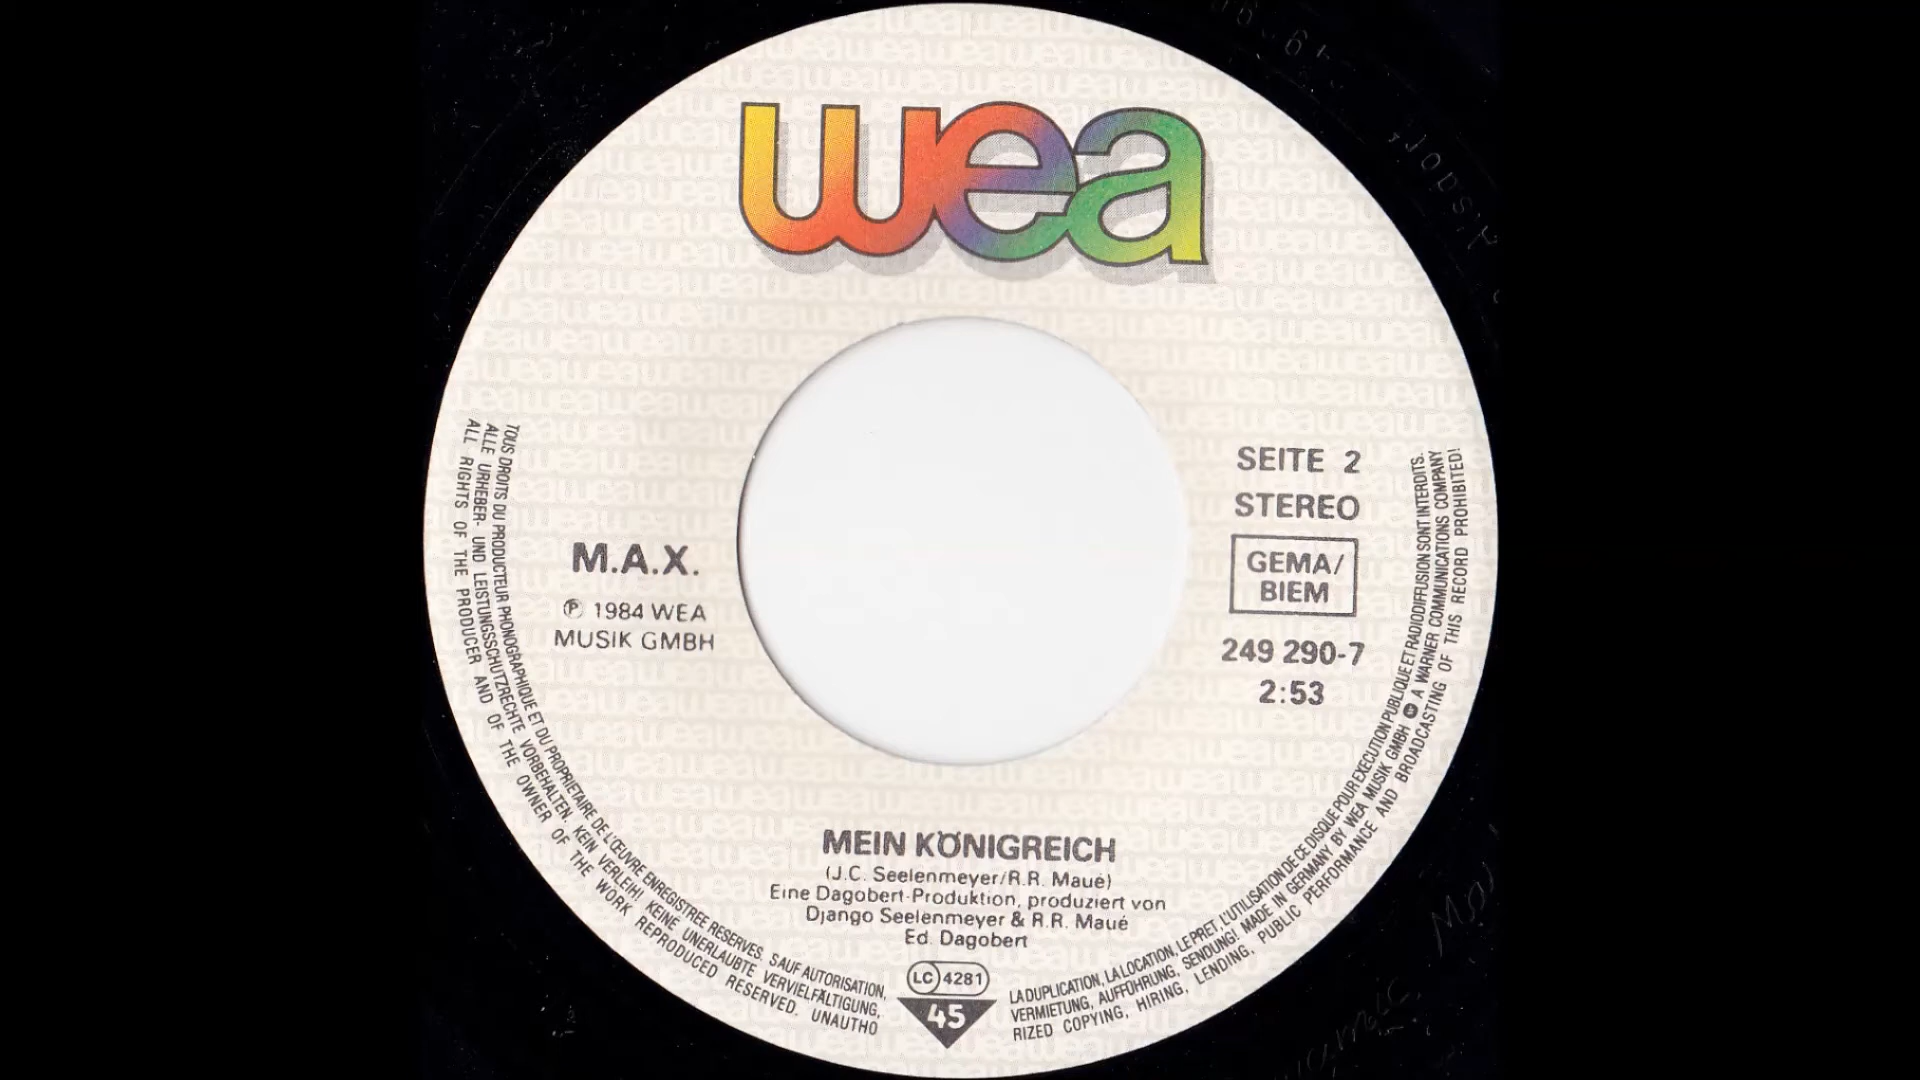 wea
SEITE 2
STEREO
GEMA/
BIEM
249 290-7
2:53
M.A.X.
Ⓟ 1984 WEA
MUSIK GMBH
MEIN KÖNIGREICH
(J.C. Seelenmeyer/R.R. Maué)
Eine Dagobert-Produktion, produziert von
Django Seelenmeyer & R.R. Maué
Ed. Dagobert
LC 4281
45
TOUS DROITS DU PRODUCTEUR PHONOGRAPHIQUE ET DU PROPRIETAIRE DE L'ŒUVRE ENREGISTREE RESERVES. SAUF AUTORISATION,
ALLE URHEBER- UND LEISTUNGSSCHUTZRECHTE VORBEHALTEN. KEIN VERLEIH! KEINE UNERLAUBTE VERVIELFÄLTIGUNG,
ALL RIGHTS OF THE PRODUCER AND OF THE OWNER OF THE WORK REPRODUCED RESERVED. UNAUTHO
LA DUPLICATION, LA LOCATION, LE PRET, L'UTILISATION DE CE DISQUE POUR EXECUTION PUBLIQUE ET RADIODIFFUSION SONT INTERDITS.
VERMIETUNG, AUFFÜHRUNG, SENDUNG! MADE IN GERMANY BY WEA MUSIK GMBH A WARNER COMMUNICATIONS COMPANY
RIZED COPYING, HIRING, LENDING, PUBLIC PERFORMANCE AND BROADCASTING OF THIS RECORD PROHIBITED!